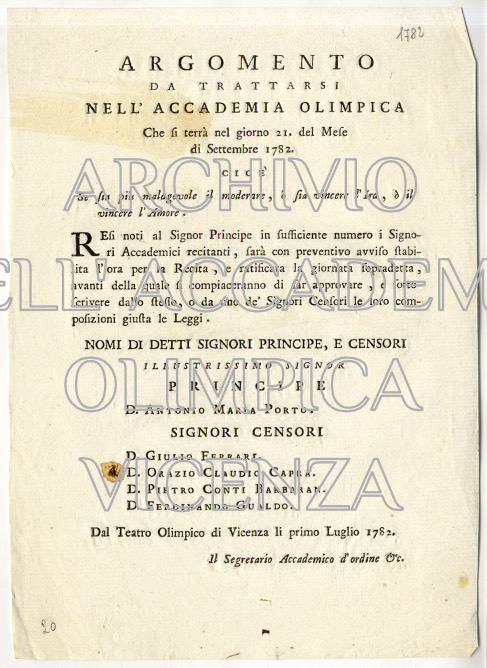 1782
ARGOMENTO
DA TRATTARSI
NELL' ACCADEMIA OLIMPICA
Che si terrà nel giorno 21. del Mese
di Settembre 1782.
CIOÈ
Se sia più malagevole il moderare, o sia vincere l'Ira, o il
vincere l'Amore.
REsi noti al Signor Principe in sufficiente numero i Signo-
ri Accademici recitanti, sarà con preventivo avviso stabi-
lita l'ora per la Recita, e ratificata la giornata sopradetta,
avanti della quale si compiaceranno di far approvare, e sotto-
scrivere dallo stesso, o da uno de' Signori Censori le loro com-
posizioni giusta le Leggi.
NOMI DI DETTI SIGNORI PRINCIPE, E CENSORI
ILLUSTRISSIMO SIGNOR
PRINCIPE
D. ANTONIO MARIA PORTO.
SIGNORI CENSORI
D. GIULIO FERRARI.
D. ORAZIO CLAUDIO CAPRA.
D. PIETRO CONTI BARBARAN.
D. FERDINANDO GUALDO.
Dal Teatro Olimpico di Vicenza li primo Luglio 1782.
Il Segretario Accademico d'ordine &c.
20
ARCHIVIO
ELL'ACCADEM
OLIMPICA
VICENZA